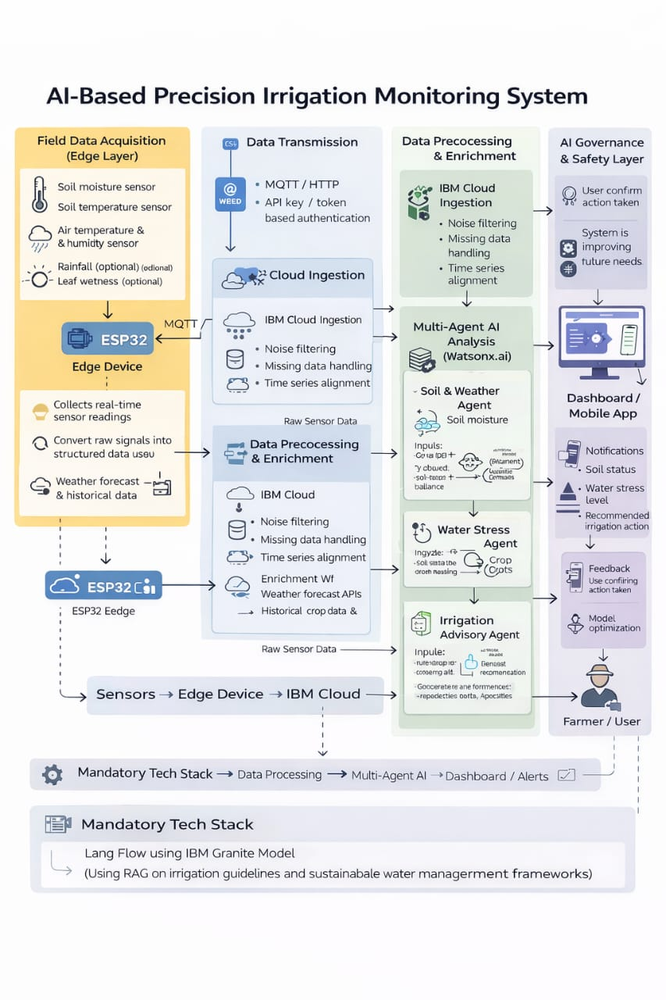 AI-Based Precision Irrigation Monitoring System
Field Data Acquisition
(Edge Layer)
Soil moisture sensor
Soil temperature sensor
Air temperature &
& humidity sensor
Rainfall (optional)
Leaf wetness (optional)
ESP32
Edge Device
Collects real-time
sensor readings
Convert raw signals into
structured data
Weather forecast
& historical data
ESP32
ESP32 Eedge
Data Transmission
@
WEED
• MQTT / HTTP
• API key / token
based authentication
MQTT
Cloud Ingestion
IBM Cloud Ingestion
• Noise filtering
• Missing data handling
• Time series alignment
Raw Sensor Data
Data Precocessing
& Enrichment
IBM Cloud
• Noise filtering
• Missing data handling
Time series alignment
Enrichment Wf
Weather forecast APIs
Historical crop data &
Raw Sensor Data
Sensors → Edge Device → IBM Cloud
Data Precocessing
& Enrichment
IBM Cloud
Ingestion
• Noise filtering
• Missing data
handling
• Time series
alignment
Multi-Agent AI
Analysis
(Watsonx.ai)
Soil & Weather
Agent
Soil moisture
Inpuls:
ballance
Water Stress
Agent
Crop
Irrigation
Advisory Agent
Inpule:
AI Governance
& Safety Layer
User confirm
action taken
System is
improving
future needs
Dashboard /
Mobile App
Notifications
• Soil status
• Water stress
level
• Recommended
irrigation action
Feedback
Use confiring
action taken
Model
optimization
Farmer / User
Mandatory Tech Stack → Data Processing → Multi-Agent AI → Dashboard / Alerts
Mandatory Tech Stack
Lang Flow using IBM Granite Model
(Using RAG on irrigation guidelines and sustainabale water managerment frameworks)